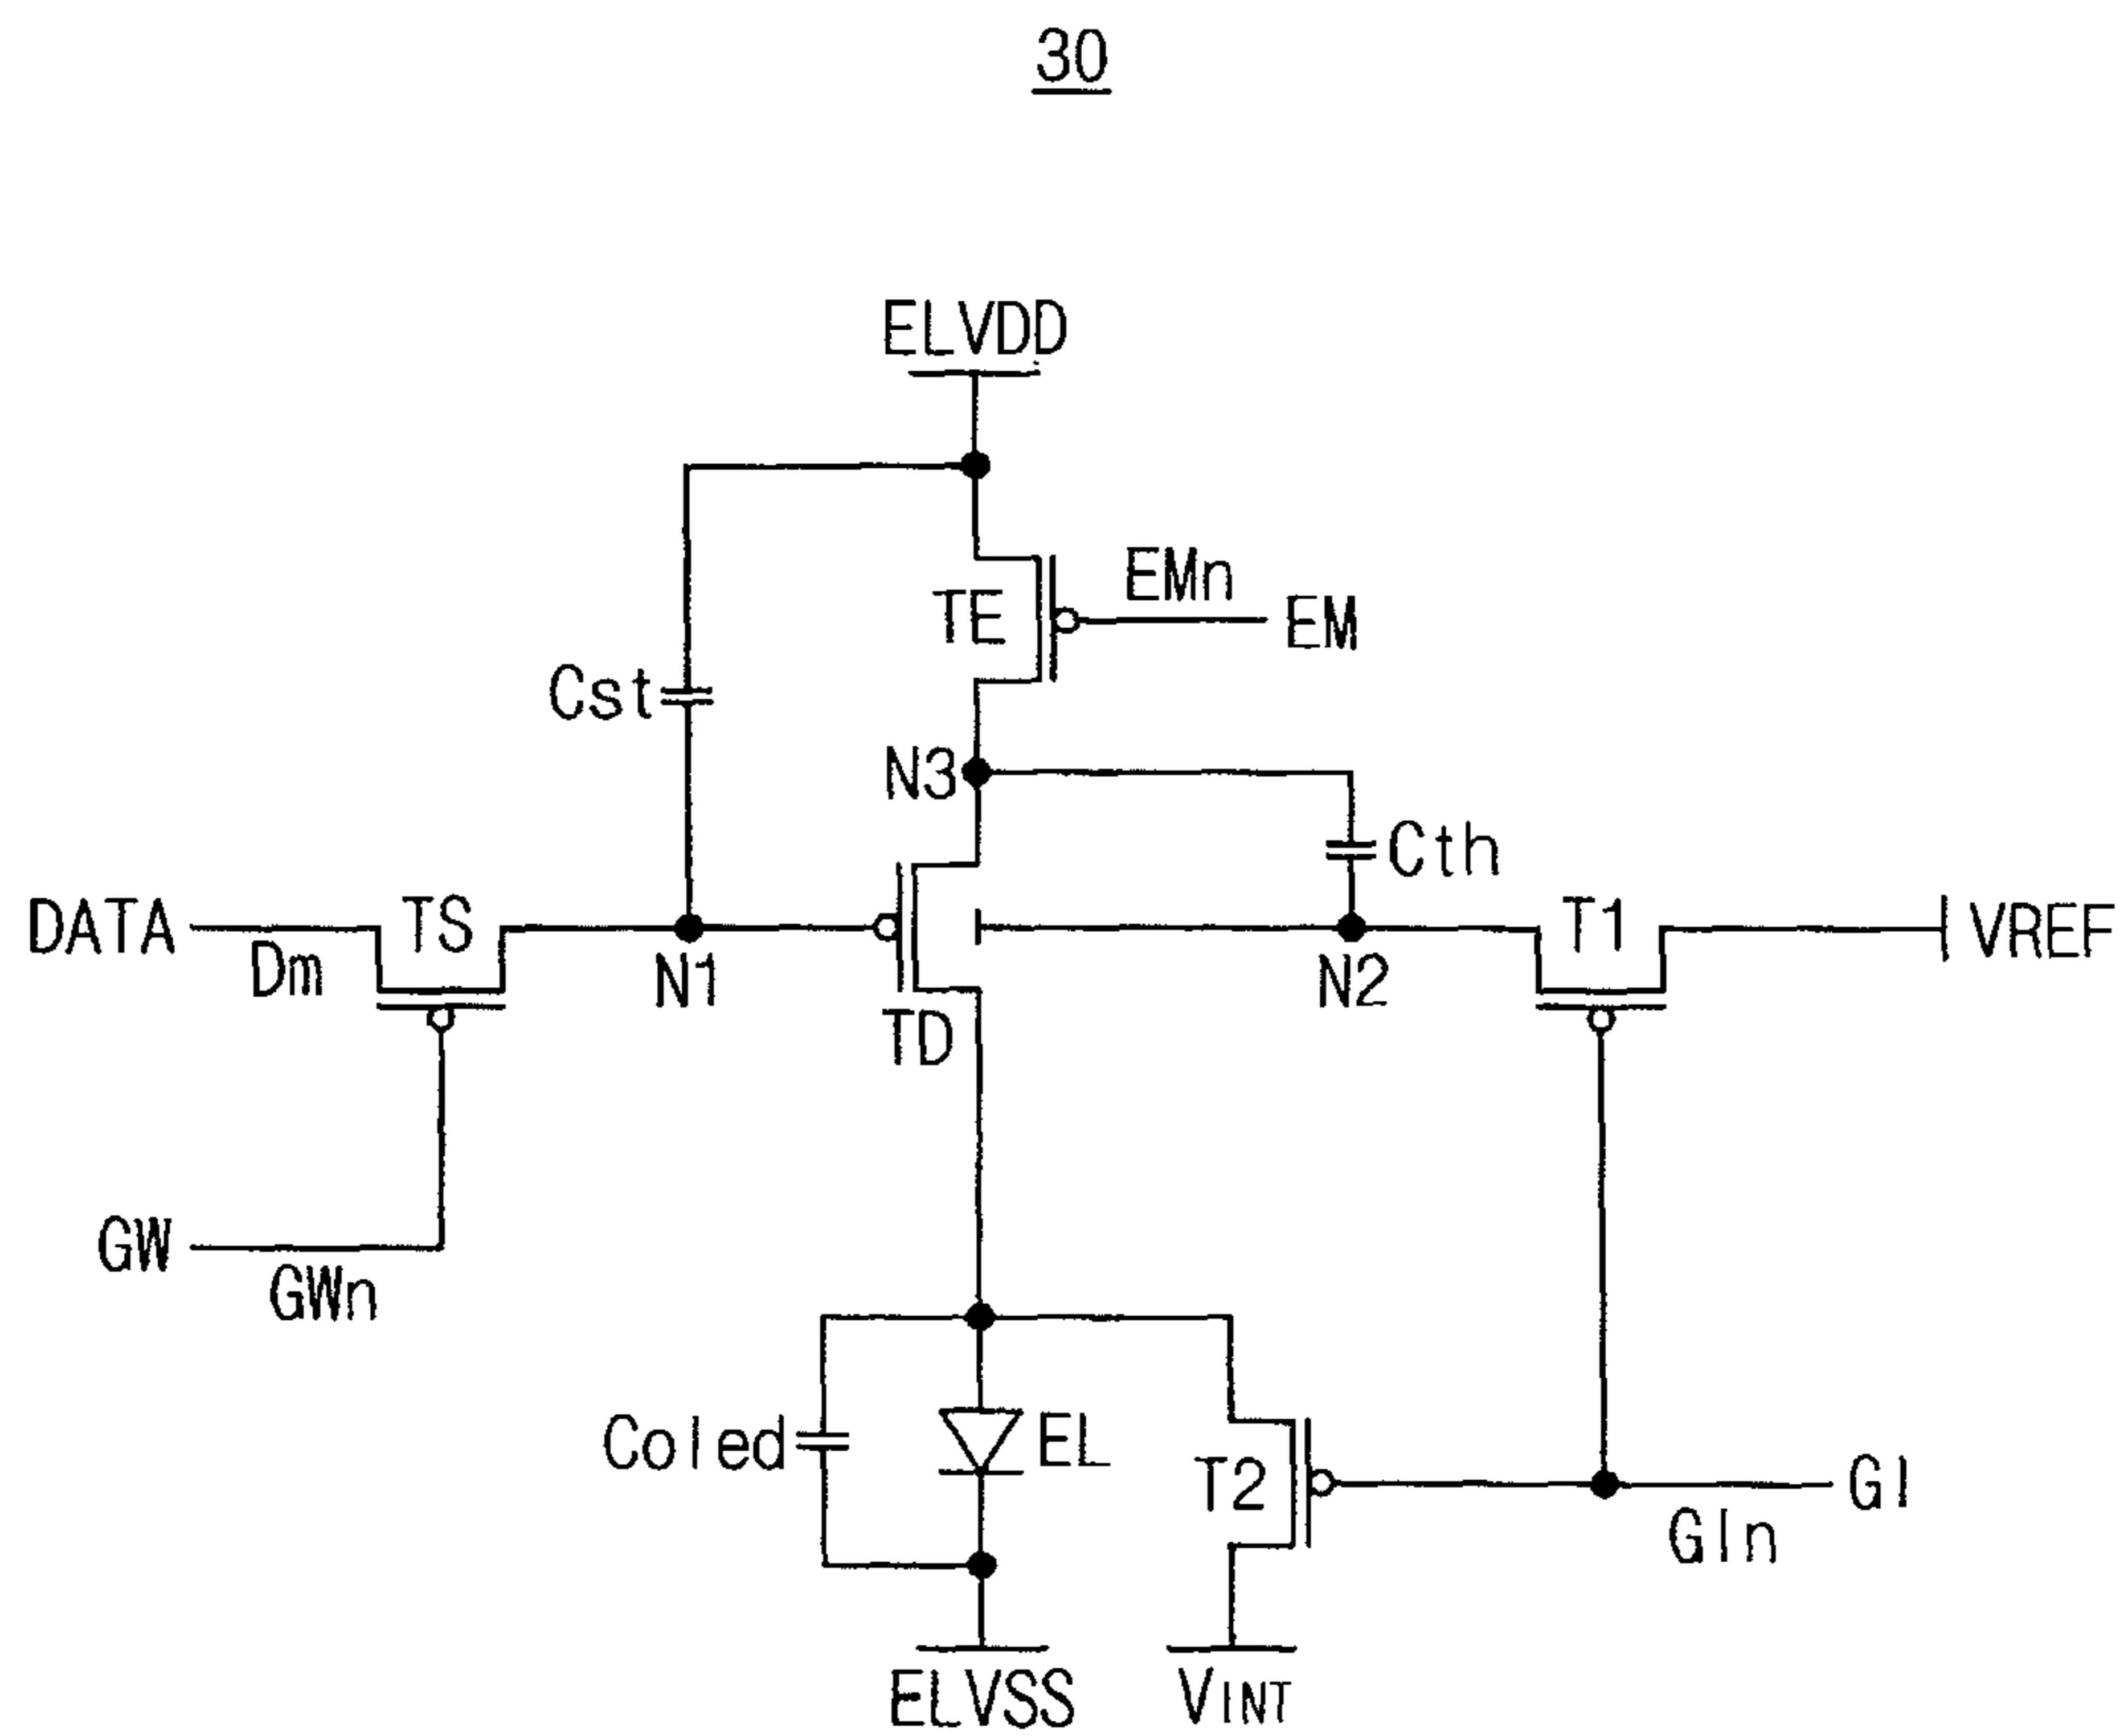 30
ELVDD
EMn
TE
EM
Cst
N3
Cth
DATA
TS
T1
VREF
Dm
N1
N2
TD
GW
GWn
Coled
EL
T2
GI
GIn
ELVSS
VINT